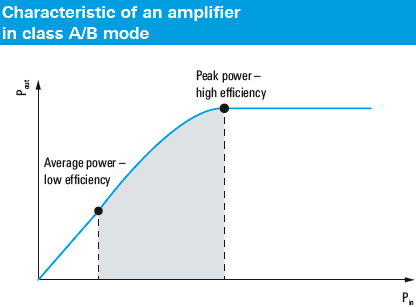 Characteristic of an amplifier
in class A/B mode
Peak power –
high efficiency
Pout
Average power –
low efficiency
Pin